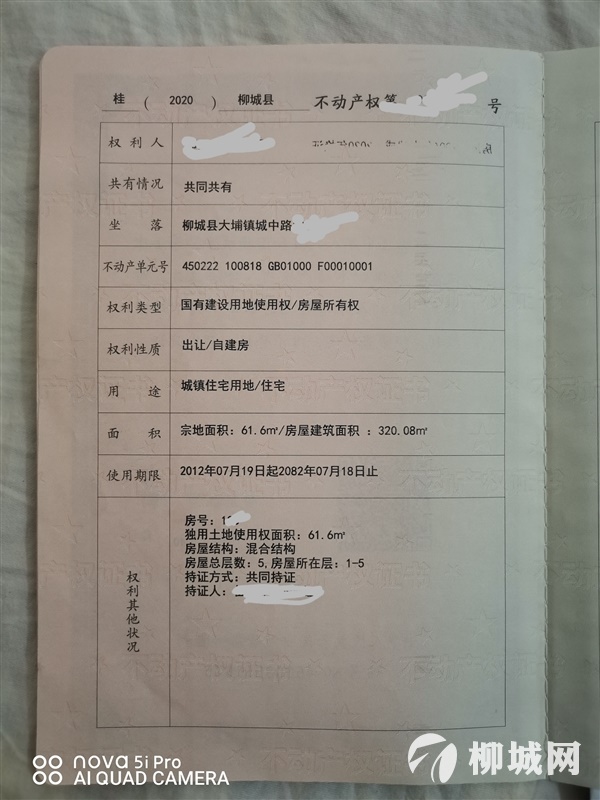 桂 ( 2020 ) 柳城县 不动产权第 号
权利人
共有情况 共同共有
坐落 柳城县大埔镇城中路
不动产单元号 450222 100818 GB01000 F00010001
权利类型 国有建设用地使用权/房屋所有权
权利性质 出让/自建房
用途 城镇住宅用地/住宅
面积 宗地面积：61.6㎡/房屋建筑面积 ：320.08㎡
使用期限 2012年07月19日起2082年07月18日止
权利其他状况
房号：1
独用土地使用权面积：61.6㎡
房屋结构：混合结构
房屋总层数：5,房屋所在层：1-5
持证方式：共同持证
持证人：
nova 5i Pro
AI QUAD CAMERA
柳城网